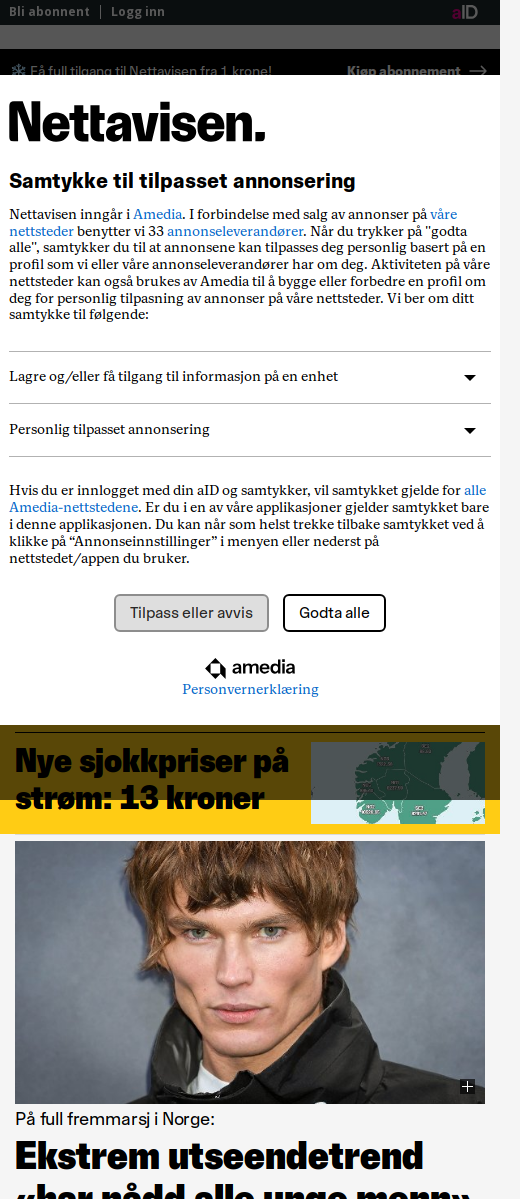 Bli abonnent
Logg inn
aID
Få full tilgang til Nettavisen fra 1 krone!
Kjøp abonnement
Nettavisen.
Samtykke til tilpasset annonsering
Nettavisen inngår i Amedia. I forbindelse med salg av annonser på våre
nettsteder benytter vi 33 annonseleverandører. Når du trykker på "godta
alle", samtykker du til at annonsene kan tilpasses deg personlig basert på en
profil som vi eller våre annonseleverandører har om deg. Aktiviteten på våre
nettsteder kan også brukes av Amedia til å bygge eller forbedre en profil om
deg for personlig tilpasning av annonser på våre nettsteder. Vi ber om ditt
samtykke til følgende:
Lagre og/eller få tilgang til informasjon på en enhet
Personlig tilpasset annonsering
Hvis du er innlogget med din aID og samtykker, vil samtykket gjelde for alle
Amedia-nettstedene. Er du i en av våre applikasjoner gjelder samtykket bare
i denne applikasjonen. Du kan når som helst trekke tilbake samtykket ved å
klikke på “Annonseinnstillinger” i menyen eller nederst på
nettstedet/appen du bruker.
Tilpass eller avvis
Godta alle
amedia
Personvernerklæring
Nye sjokkpriser på
strøm: 13 kroner
På full fremmarsj i Norge:
Ekstrem utseendetrend
«har nådd alle unge menn»